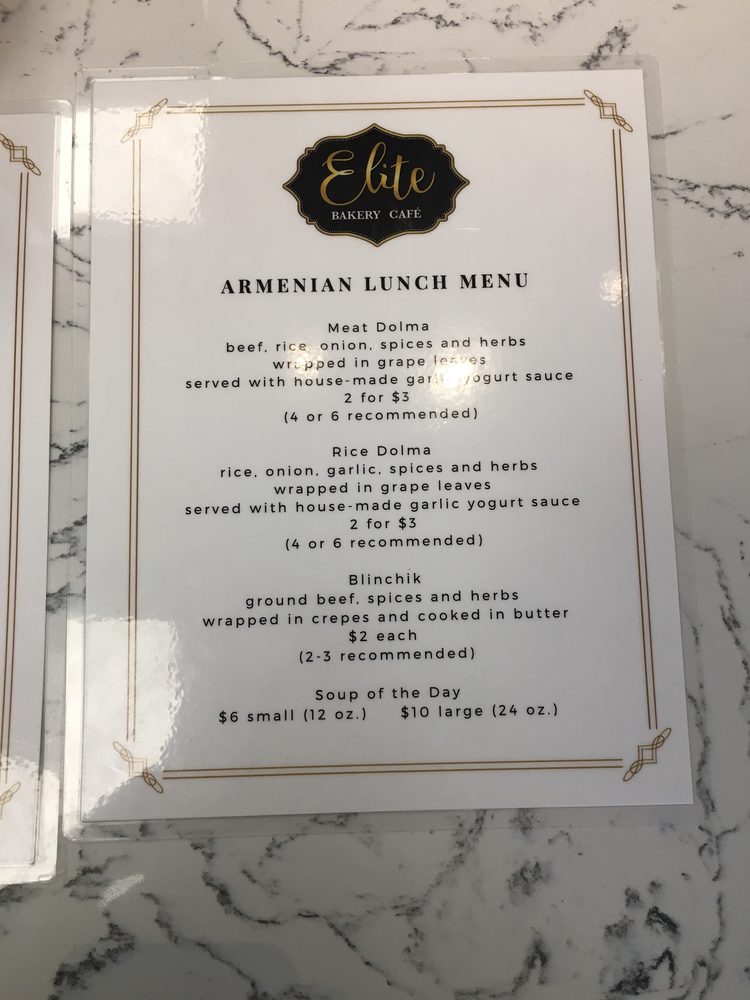 Elite
BAKERY CAFÉ
ARMENIAN LUNCH MENU
Meat Dolma
beef, rice, onion, spices and herbs
wrapped in grape leaves
served with house-made garlic yogurt sauce
2 for $3
(4 or 6 recommended)
Rice Dolma
rice, onion, garlic, spices and herbs
wrapped in grape leaves
served with house-made garlic yogurt sauce
2 for $3
(4 or 6 recommended)
Blinchik
ground beef, spices and herbs
wrapped in crepes and cooked in butter
$2 each
(2-3 recommended)
Soup of the Day
$6 small (12 oz.) $10 large (24 oz.)